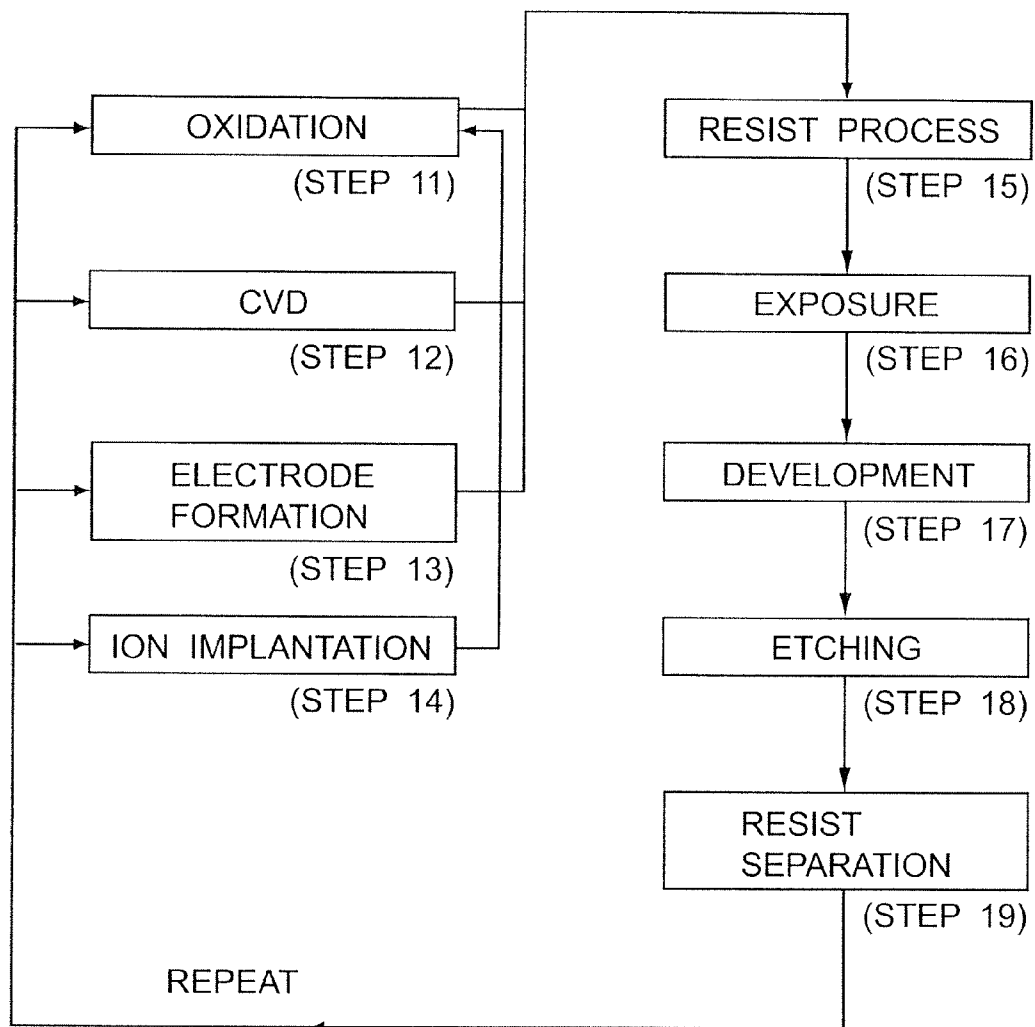 OXIDATION
(STEP 11)
CVD
(STEP 12)
ELECTRODE
FORMATION
(STEP 13)
ION IMPLANTATION
(STEP 14)
RESIST PROCESS
(STEP 15)
EXPOSURE
(STEP 16)
DEVELOPMENT
(STEP 17)
ETCHING
(STEP 18)
RESIST
SEPARATION
(STEP 19)
REPEAT